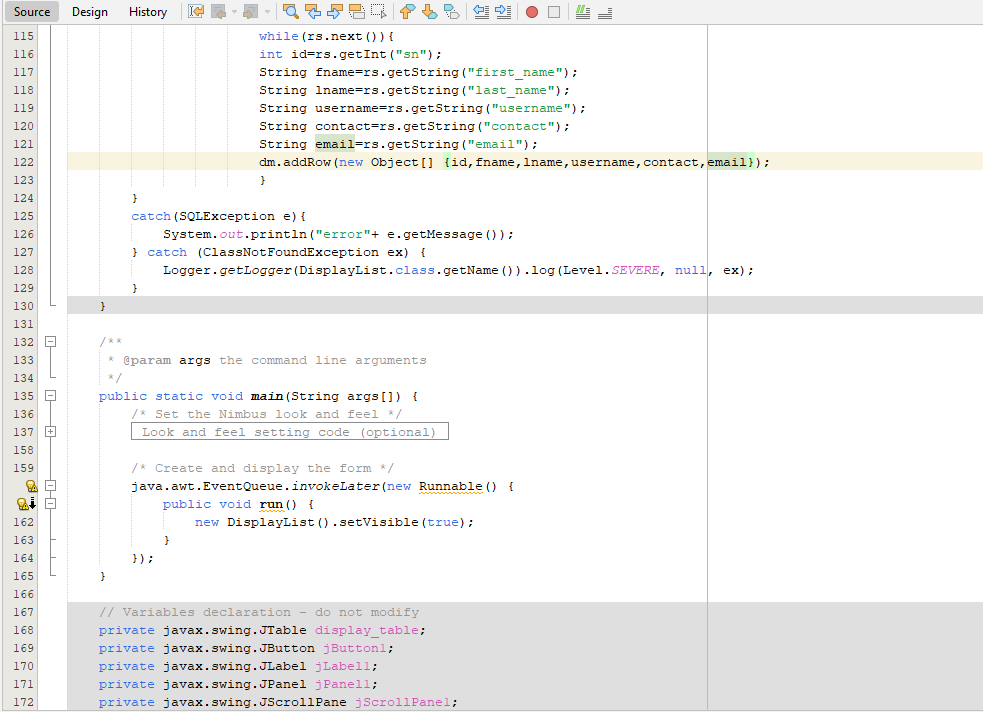 Source Design History
115 while(rs.next()){
116 int id=rs.getInt("sn");
117 String fname=rs.getString("first_name");
118 String lname=rs.getString("last_name");
119 String username=rs.getString("username");
120 String contact=rs.getString("contact");
121 String email=rs.getString("email");
122 dm.addRow(new Object[] {id,fname,lname,username,contact,email});
123 }
124 }
125 catch(SQLException e){
126 System.out.println("error"+ e.getMessage());
127 } catch (ClassNotFoundException ex) {
128 Logger.getLogger(DisplayList.class.getName()).log(Level.SEVERE, null, ex);
129 }
130 }
131
132 /**
133 * @param args the command line arguments
134 */
135 public static void main(String args[]) {
136 /* Set the Nimbus look and feel */
137 Look and feel setting code (optional)
158
159 /* Create and display the form */
java.awt.EventQueue.invokeLater(new Runnable() {
public void run() {
162 new DisplayList().setVisible(true);
163 }
164 });
165 }
166
167 // Variables declaration - do not modify
168 private javax.swing.JTable display_table;
169 private javax.swing.JButton jButton1;
170 private javax.swing.JLabel jLabel1;
171 private javax.swing.JPanel jPanel1;
172 private javax.swing.JScrollPane jScrollPane1;